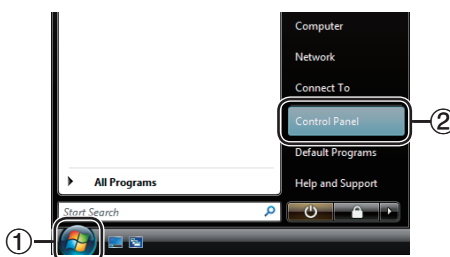 Computer
Network
Connect To
Control Panel
②
Default Programs
All Programs
Help and Support
Start Search
①